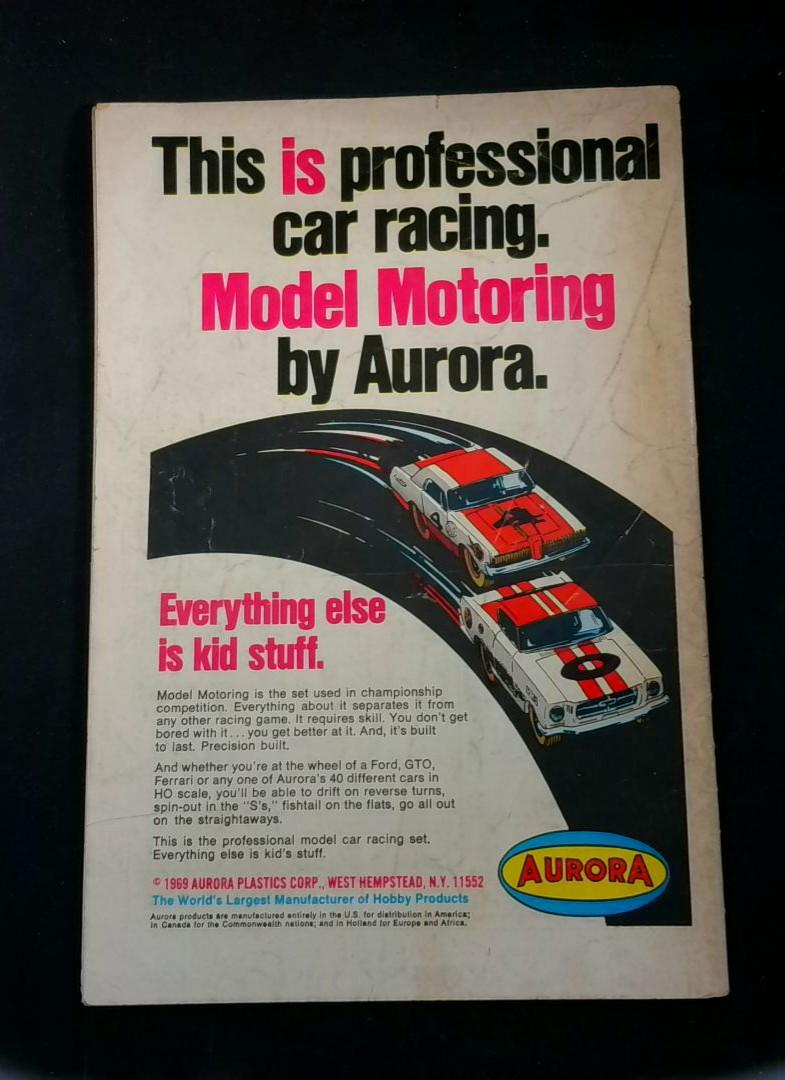 This is professional
car racing.
Model Motoring
by Aurora.
4
4
0
Everything else
is kid stuff.
Model Motoring is the set used in championship
competition. Everything about it separates it from
any other racing game. It requires skill. You don't get
bored with it...you get better at it. And, it's built
to last. Precision built.
And whether you're at the wheel of a Ford, GTO,
Ferrari or any one of Aurora's 40 different cars in
HO scale, you'll be able to drift on reverse turns,
spin-out in the "S's," fishtail on the flats, go all out
on the straightaways.
This is the professional model car racing set.
Everything else is kid's stuff.
© 1969 AURORA PLASTICS CORP., WEST HEMPSTEAD, N.Y. 11552
The World's Largest Manufacturer of Hobby Products
Aurora products are manufactured entirely in the U.S. for distribution in America;
in Canada for the Commonwealth nations; and in Holland for Europe and Africa.
AURORA